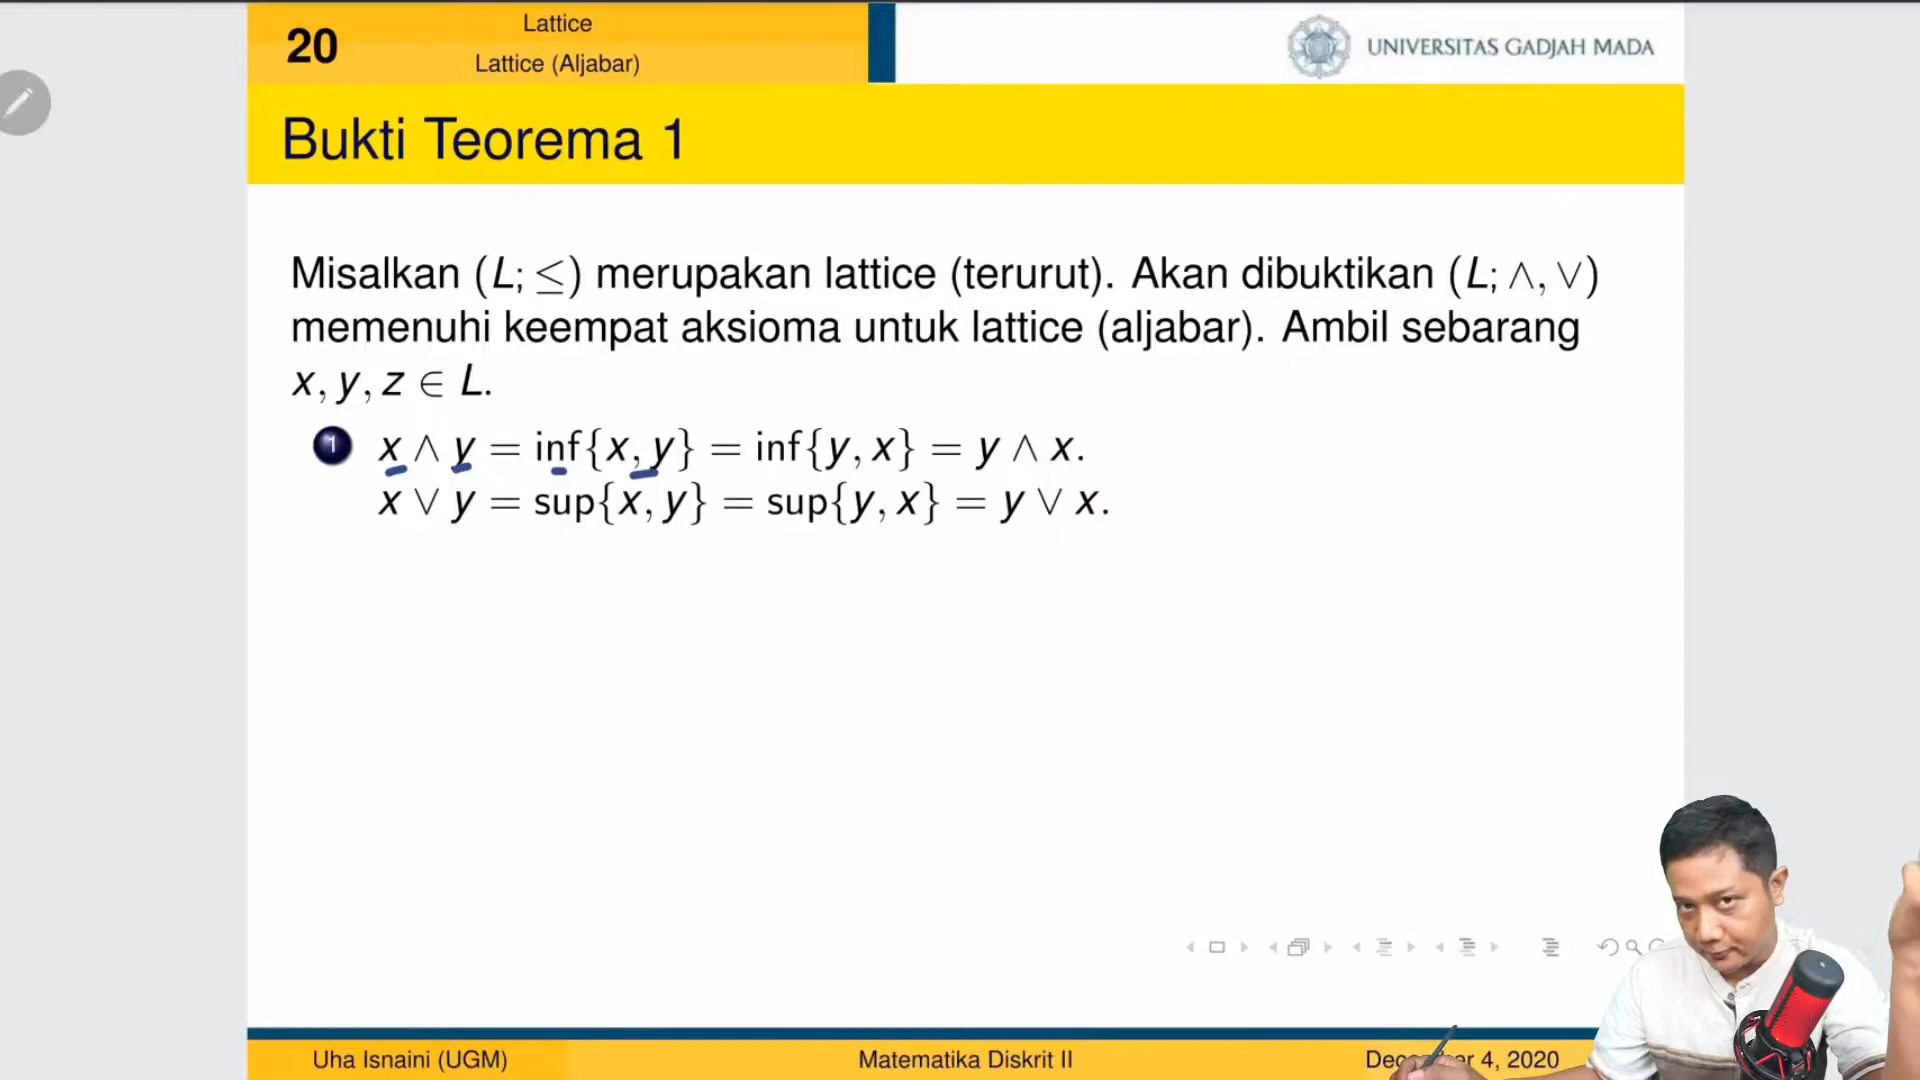 20
Lattice
Lattice (Aljabar)
UNIVERSITAS GADJAH MADA
Bukti Teorema 1
Misalkan (L; ≤) merupakan lattice (terurut). Akan dibuktikan (L; ∧, ∨)
memenuhi keempat aksioma untuk lattice (aljabar). Ambil sebarang
x, y, z ∈ L.
1 x ∧ y = inf{x, y} = inf{y, x} = y ∧ x.
x ∨ y = sup{x, y} = sup{y, x} = y ∨ x.
Uha Isnaini (UGM) Matematika Diskrit II 4, 2020